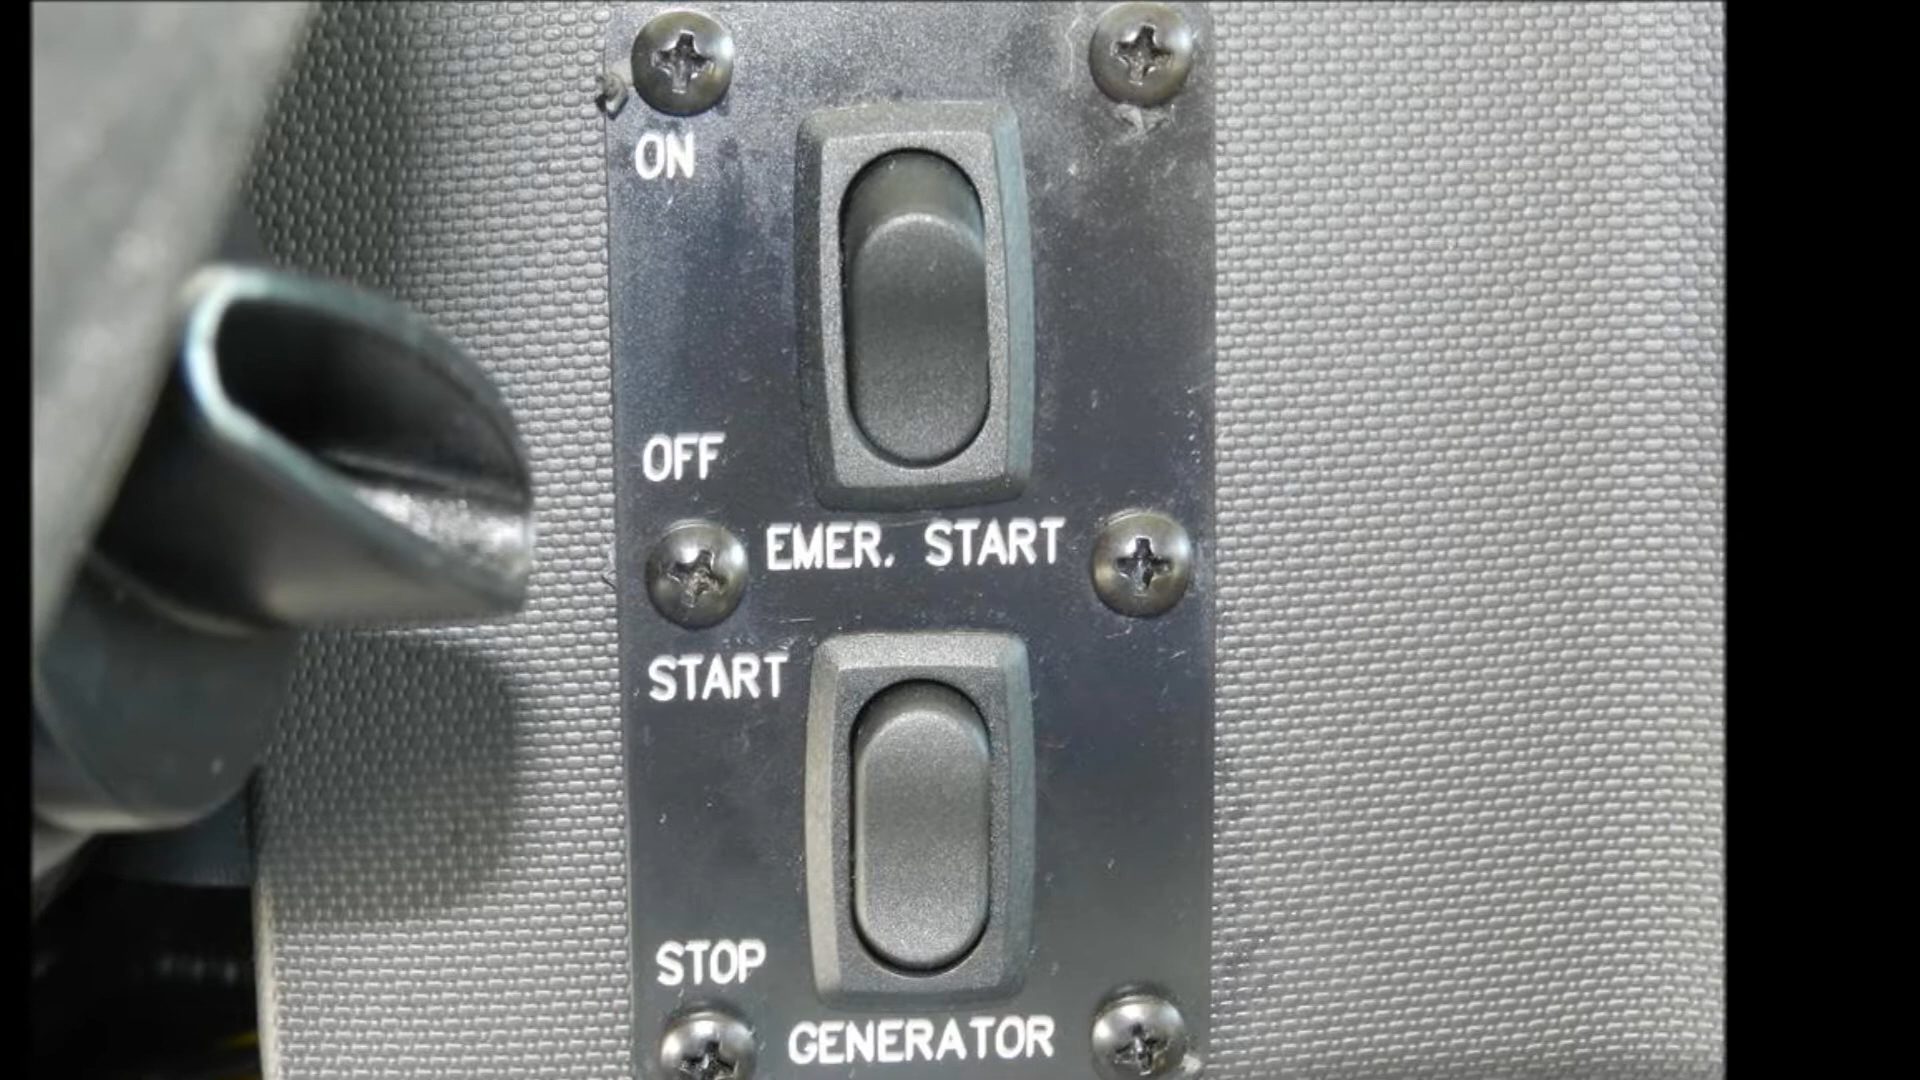 ON
OFF
EMER. START
START
STOP
GENERATOR